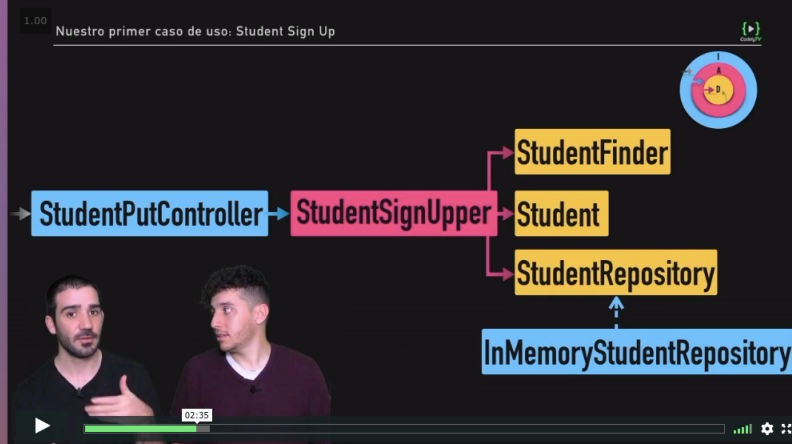 1.00
Nuestro primer caso de uso: Student Sign Up
CodelyTV
I
A
D
StudentFinder
StudentPutController
StudentSignUpper
Student
StudentRepository
InMemoryStudentRepository
02:35